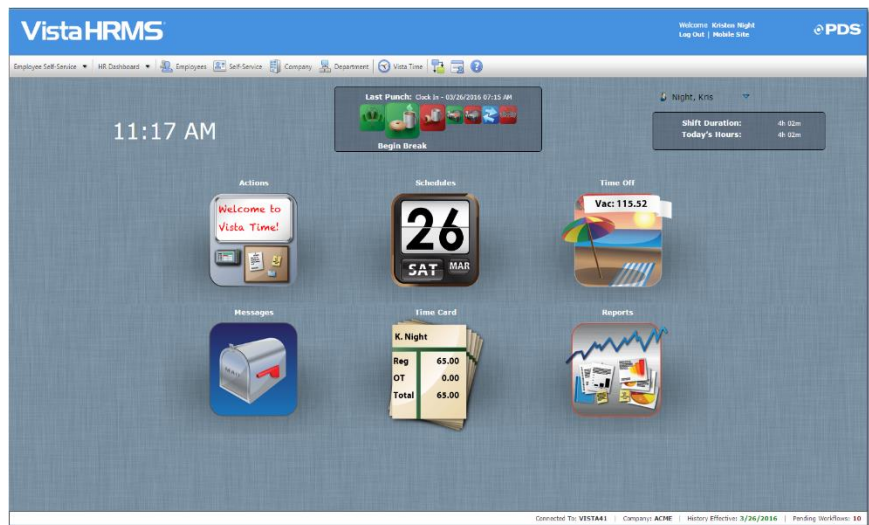 VistaHRMS
Welcome Kristen Night
Log Out | Mobile Site
PDS
Employee Self-Service HR Dashboard Employees Self-Service Company Department Vista Time
Last Punch: Clock In - 03/26/2016 07:15 AM
Begin Break
Night, Kris
Shift Duration: 4h 02m
Today's Hours: 4h 02m
11:17 AM
Actions
Schedules
Time Off
Welcome to
Vista Time!
26
SAT MAR
Vac: 115.52
Messages
Time Card
Reports
MAIL
K. Night
Reg 65.00
OT 0.00
Total 65.00
Connected To: VISTA41 | Company: ACME | History Effective: 3/26/2016 | Pending Workflows: 10